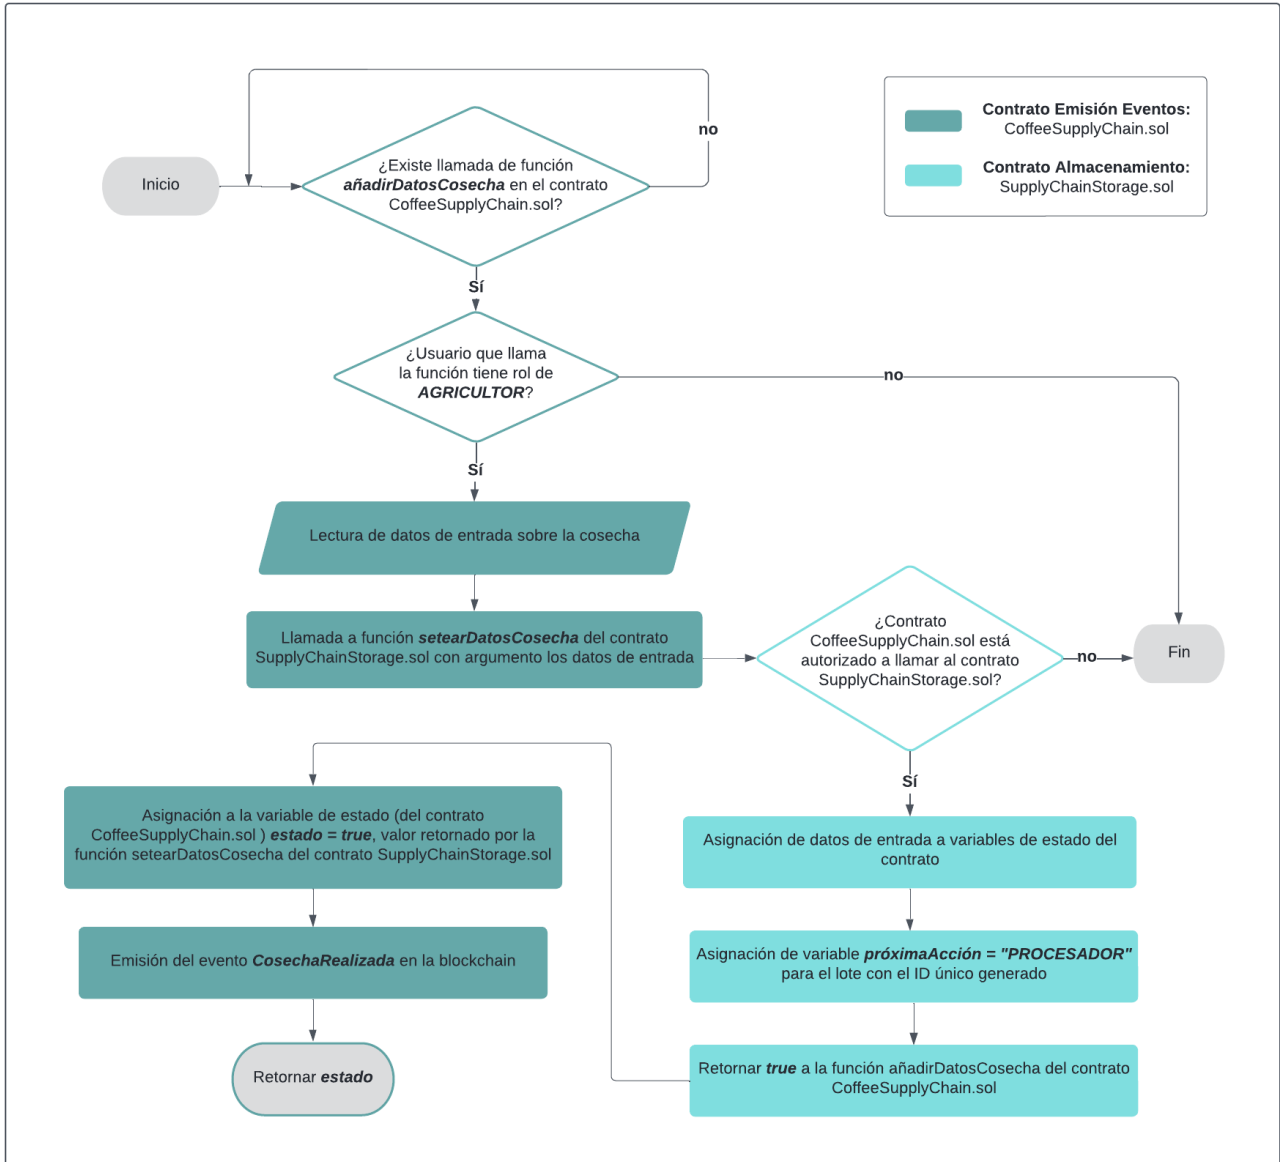 no
Contrato Emisión Eventos:
CoffeeSupplyChain.sol
Contrato Almacenamiento:
SupplyChainStorage.sol
Inicio
¿Existe llamada de función
añadirDatosCosecha en el contrato
CoffeeSupplyChain.sol?
Sí
¿Usuario que llama
la función tiene rol de
AGRICULTOR?
no
Sí
Lectura de datos de entrada sobre la cosecha
Llamada a función setearDatosCosecha del contrato
SupplyChainStorage.sol con argumento los datos de entrada
¿Contrato
CoffeeSupplyChain.sol está
autorizado a llamar al contrato
SupplyChainStorage.sol?
no
Fin
Sí
Asignación de datos de entrada a variables de estado del
contrato
Asignación de variable próximaAcción = "PROCESADOR"
para el lote con el ID único generado
Retornar true a la función añadirDatosCosecha del contrato
CoffeeSupplyChain.sol
Asignación a la variable de estado (del contrato
CoffeeSupplyChain.sol ) estado = true, valor retornado por la
función setearDatosCosecha del contrato SupplyChainStorage.sol
Emisión del evento CosechaRealizada en la blockchain
Retornar estado